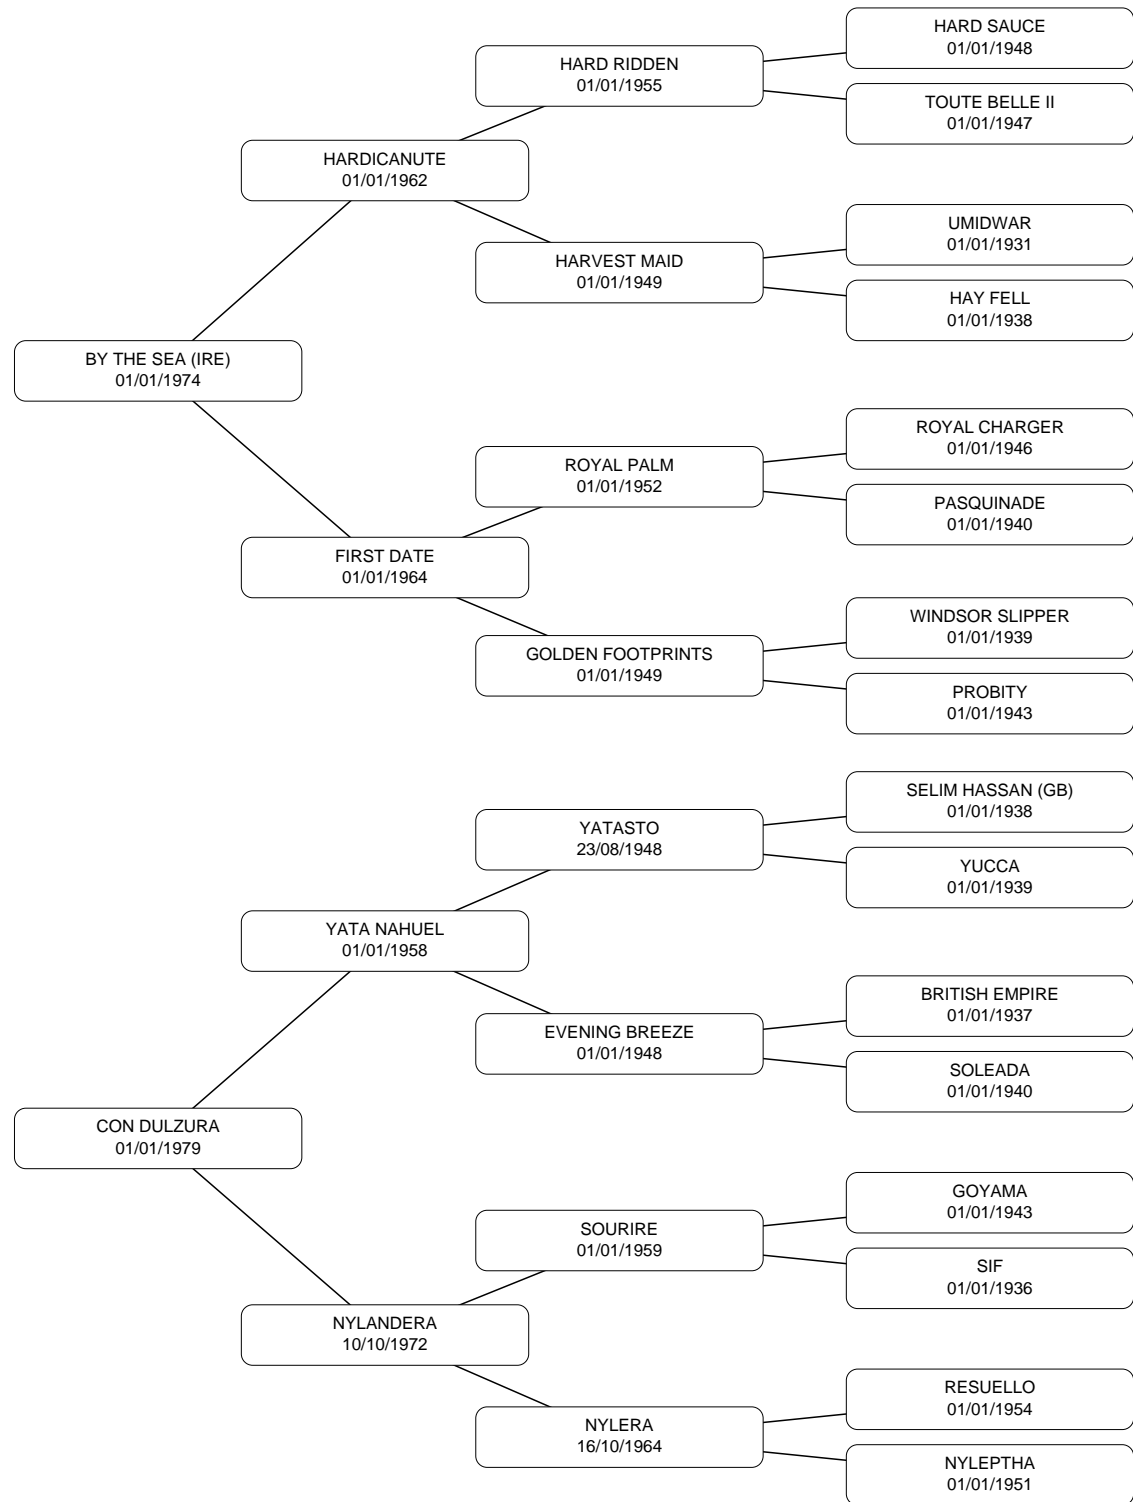 HARD SAUCE
01/01/1948
HARD RIDDEN
01/01/1955
TOUTE BELLE II
01/01/1947
HARDICANUTE
01/01/1962
UMIDWAR
01/01/1931
HARVEST MAID
01/01/1949
HAY FELL
01/01/1938
BY THE SEA (IRE)
01/01/1974
ROYAL CHARGER
01/01/1946
ROYAL PALM
01/01/1952
PASQUINADE
01/01/1940
FIRST DATE
01/01/1964
WINDSOR SLIPPER
01/01/1939
GOLDEN FOOTPRINTS
01/01/1949
PROBITY
01/01/1943
SELIM HASSAN (GB)
01/01/1938
YATASTO
23/08/1948
YUCCA
01/01/1939
YATA NAHUEL
01/01/1958
BRITISH EMPIRE
01/01/1937
EVENING BREEZE
01/01/1948
SOLEADA
01/01/1940
CON DULZURA
01/01/1979
GOYAMA
01/01/1943
SOURIRE
01/01/1959
SIF
01/01/1936
NYLANDERA
10/10/1972
RESUELLO
01/01/1954
NYLERA
16/10/1964
NYLEPTHA
01/01/1951